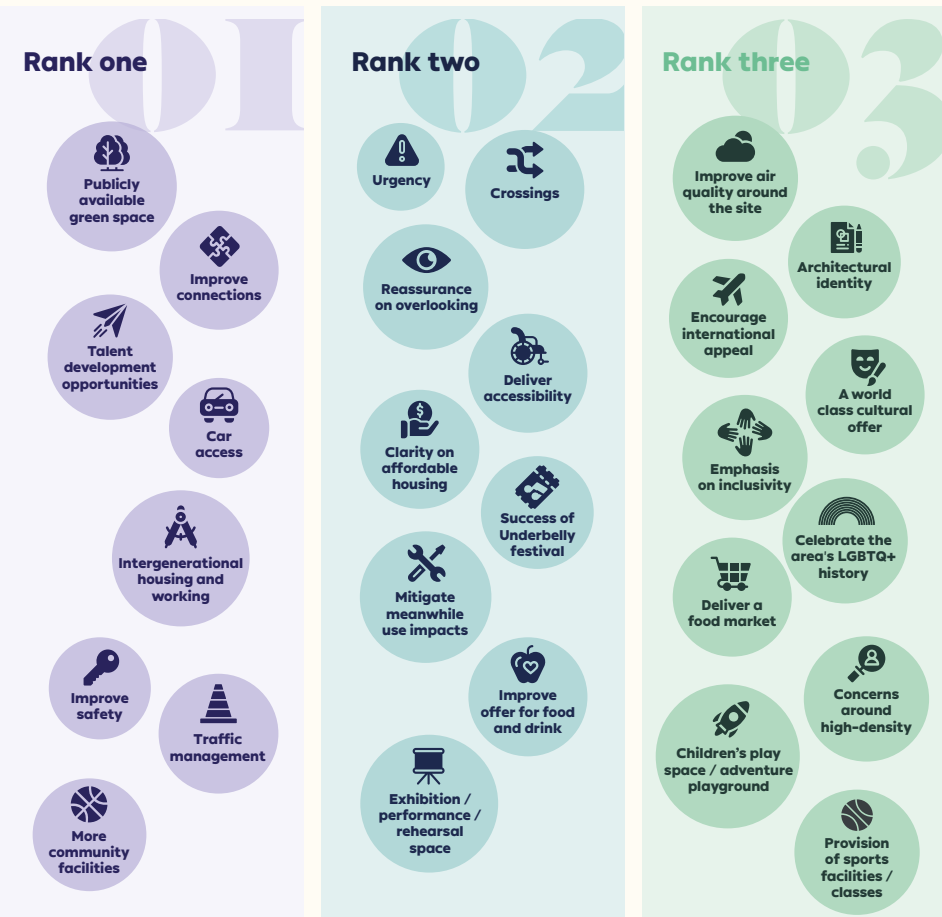 01
Rank one
Publicly
available
green space
Improve
connections
Talent
development
opportunities
Car
access
Intergenerational
housing and
working
Improve
safety
Traffic
management
More
community
facilities
02
Rank two
Urgency
Crossings
Reassurance
on overlooking
Deliver
accessibility
Clarity on
affordable
housing
Success of
Underbelly
festival
Mitigate
meanwhile
use impacts
Improve
offer for food
and drink
Exhibition /
performance /
rehearsal
space
03
Rank three
Improve air
quality around
the site
Architectural
identity
Encourage
international
appeal
A world
class cultural
offer
Emphasis
on inclusivity
Celebrate the
area's LGBTQ+
history
Deliver a
food market
Concerns
around
high-density
Children's play
space / adventure
playground
Provision
of sports
facilities /
classes